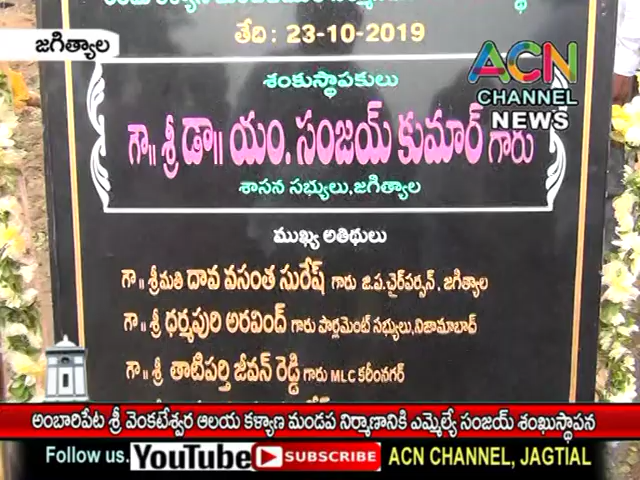 తేది: 23-10-2019
జగిత్యాల
ACN
CHANNEL
NEWS
శంకుస్థాపకులు
గౌ॥ శ్రీ డా॥ యం. సంజయ్ కుమార్ గారు
శాసన సభ్యులు,జగిత్యాల
ముఖ్య అతిథులు
గౌ॥ శ్రీమతి దావ వసంత సురేష్ గారు జి.ప.చైర్‌పర్సన్, జగిత్యాల
గౌ॥ శ్రీ ధర్మపురి అరవింద్ గారు పార్లమెంట్ సభ్యులు,నిజామాబాద్
గౌ॥ శ్రీ తాటిపర్తి జీవన్ రెడ్డి గారు MLC కరీంనగర్
అంబారిపేట శ్రీ వెంకటేశ్వర ఆలయ కళ్యాణ మండప నిర్మాణానికి ఎమ్మెల్యే సంజయ్ శంఖుస్థాపన
Follow us. YouTube SUBSCRIBE ACN CHANNEL, JAGTIAL